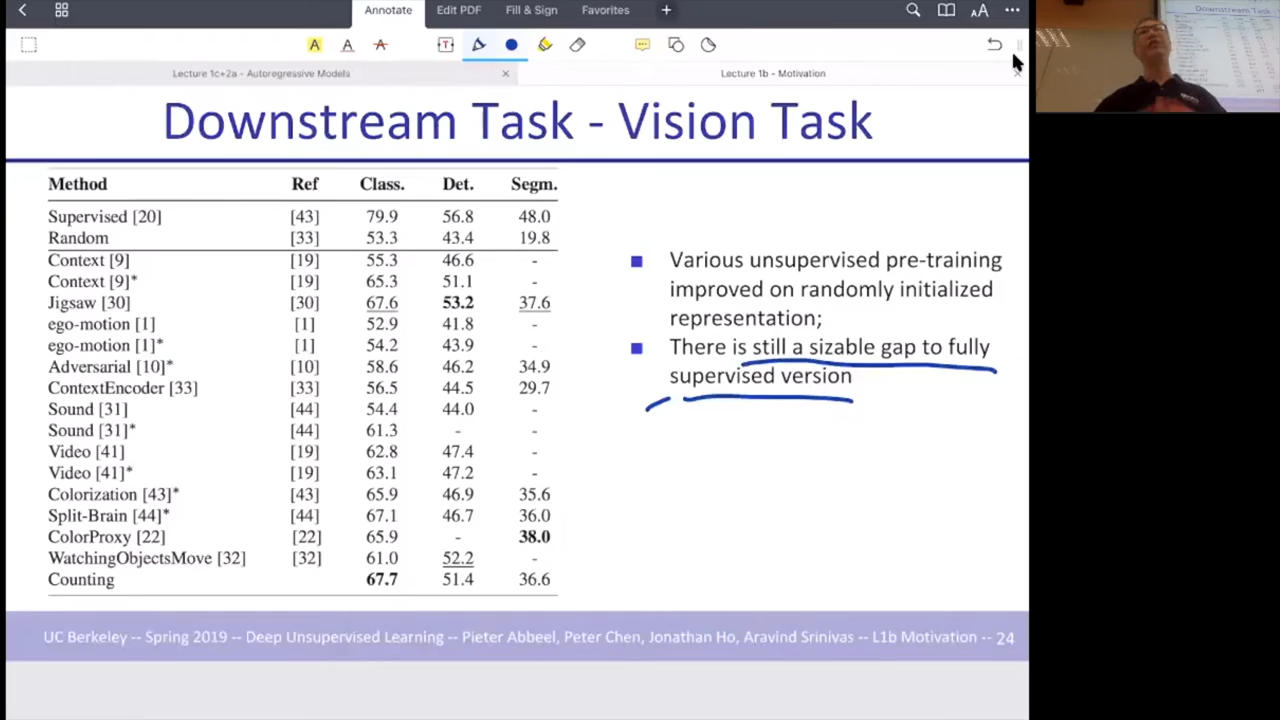 Annotate Edit PDF Fill & Sign Favorites +
Lecture 1c+2a - Autoregressive Models Lecture 1b - Motivation
Downstream Task - Vision Task
Method Ref Class. Det. Segm.
Supervised [20] [43] 79.9 56.8 48.0
Random [33] 53.3 43.4 19.8
Context [9] [19] 55.3 46.6 -
Context [9]* [19] 65.3 51.1 -
Jigsaw [30] [30] 67.6 53.2 37.6
ego-motion [1] [1] 52.9 41.8 -
ego-motion [1]* [1] 54.2 43.9 -
Adversarial [10]* [10] 58.6 46.2 34.9
ContextEncoder [33] [33] 56.5 44.5 29.7
Sound [31] [44] 54.4 44.0 -
Sound [31]* [44] 61.3 - -
Video [41] [19] 62.8 47.4 -
Video [41]* [19] 63.1 47.2 -
Colorization [43]* [43] 65.9 46.9 35.6
Split-Brain [44]* [44] 67.1 46.7 36.0
ColorProxy [22] [22] 65.9 - 38.0
WatchingObjectsMove [32] [32] 61.0 52.2 -
Counting 67.7 51.4 36.6
Various unsupervised pre-training
improved on randomly initialized
representation;
There is still a sizable gap to fully
supervised version
UC Berkeley -- Spring 2019 -- Deep Unsupervised Learning -- Pieter Abbeel, Peter Chen, Jonathan Ho, Aravind Srinivas -- L1b Motivation -- 24